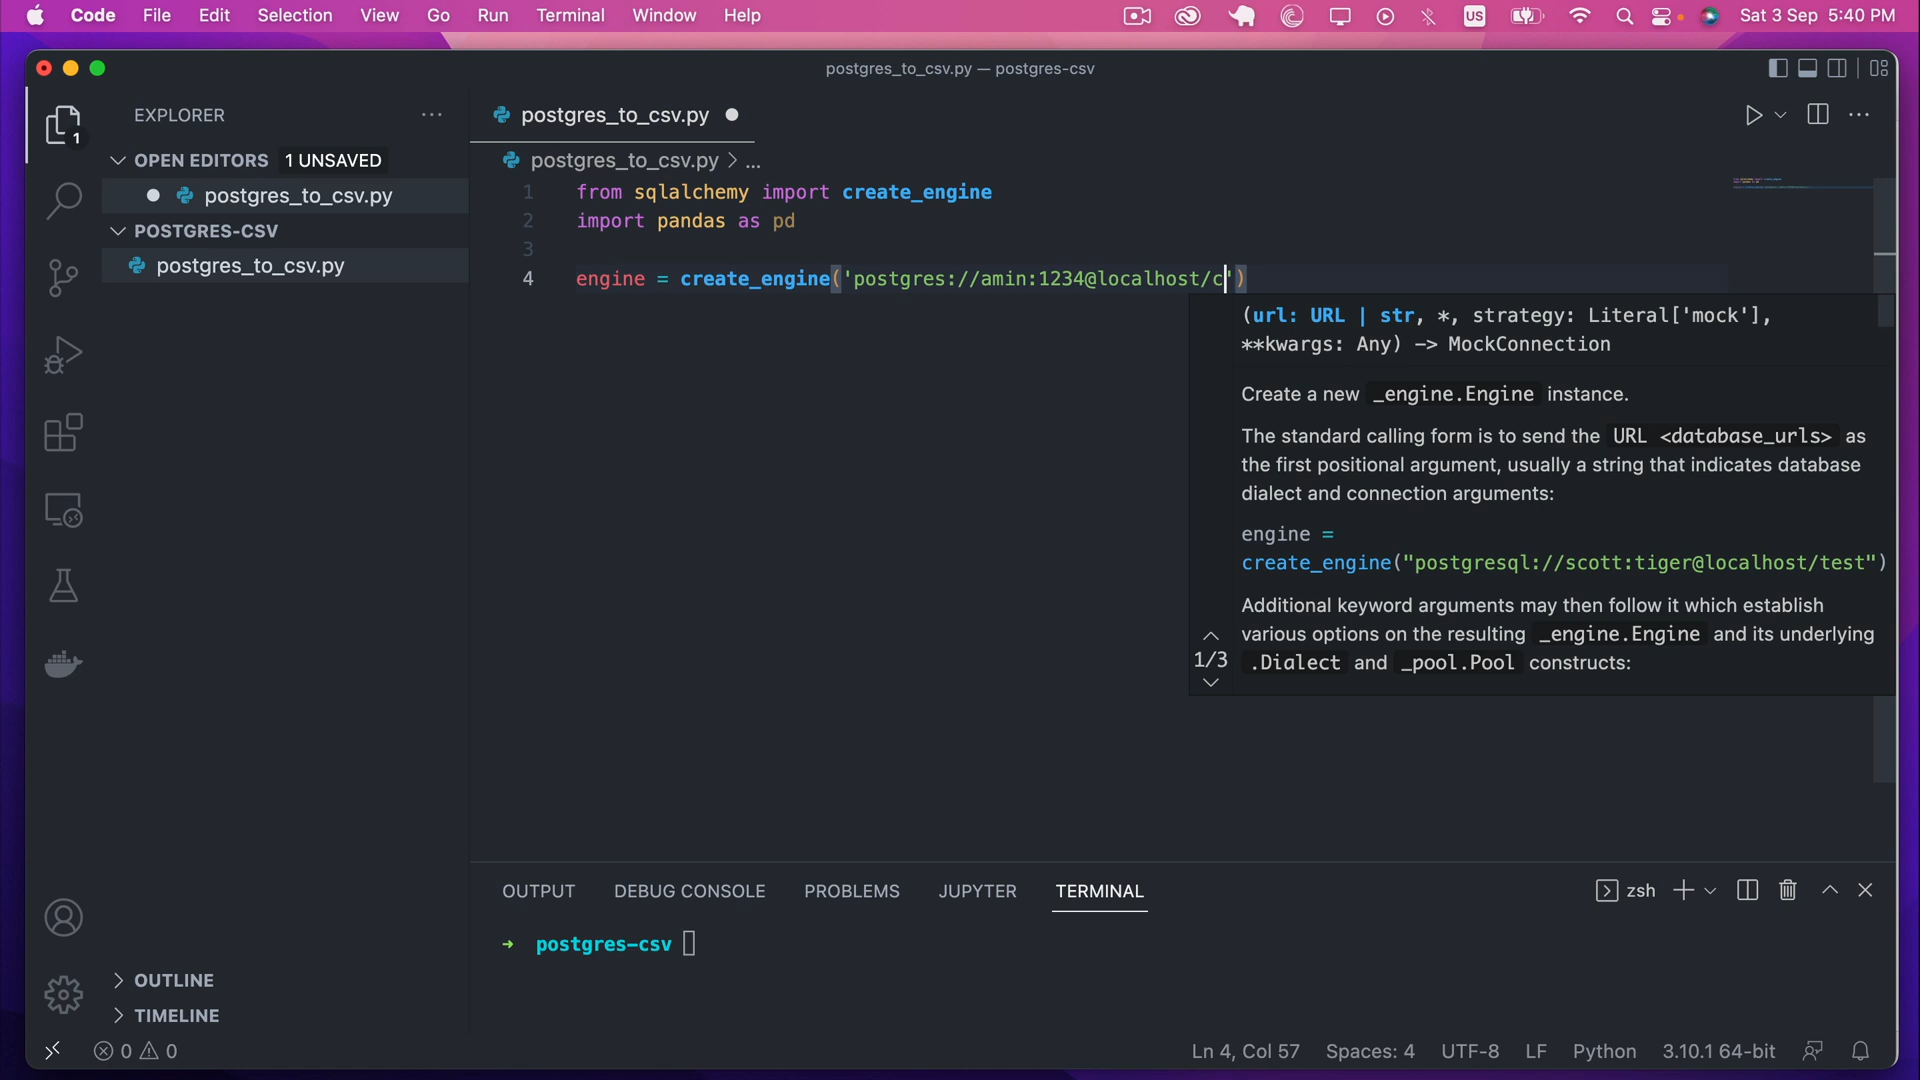 Code File Edit Selection View Go Run Terminal Window Help US Sat 3 Sep 5:40 PM
postgres_to_csv.py — postgres-csv
EXPLORER
postgres_to_csv.py
1
OPEN EDITORS 1 UNSAVED
postgres_to_csv.py
POSTGRES-CSV
postgres_to_csv.py
postgres_to_csv.py > ...
1 from sqlalchemy import create_engine
2 import pandas as pd
3
4 engine = create_engine('postgres://amin:1234@localhost/c')
(url: URL | str, *, strategy: Literal['mock'],
**kwargs: Any) -> MockConnection
Create a new _engine.Engine instance.
The standard calling form is to send the URL <database_urls> as
the first positional argument, usually a string that indicates database
dialect and connection arguments:
engine =
create_engine("postgresql://scott:tiger@localhost/test")
Additional keyword arguments may then follow it which establish
various options on the resulting _engine.Engine and its underlying
1/3
.Dialect and _pool.Pool constructs:
OUTPUT DEBUG CONSOLE PROBLEMS JUPYTER TERMINAL zsh
→ postgres-csv
OUTLINE
TIMELINE
0 0 Ln 4, Col 57 Spaces: 4 UTF-8 LF Python 3.10.1 64-bit